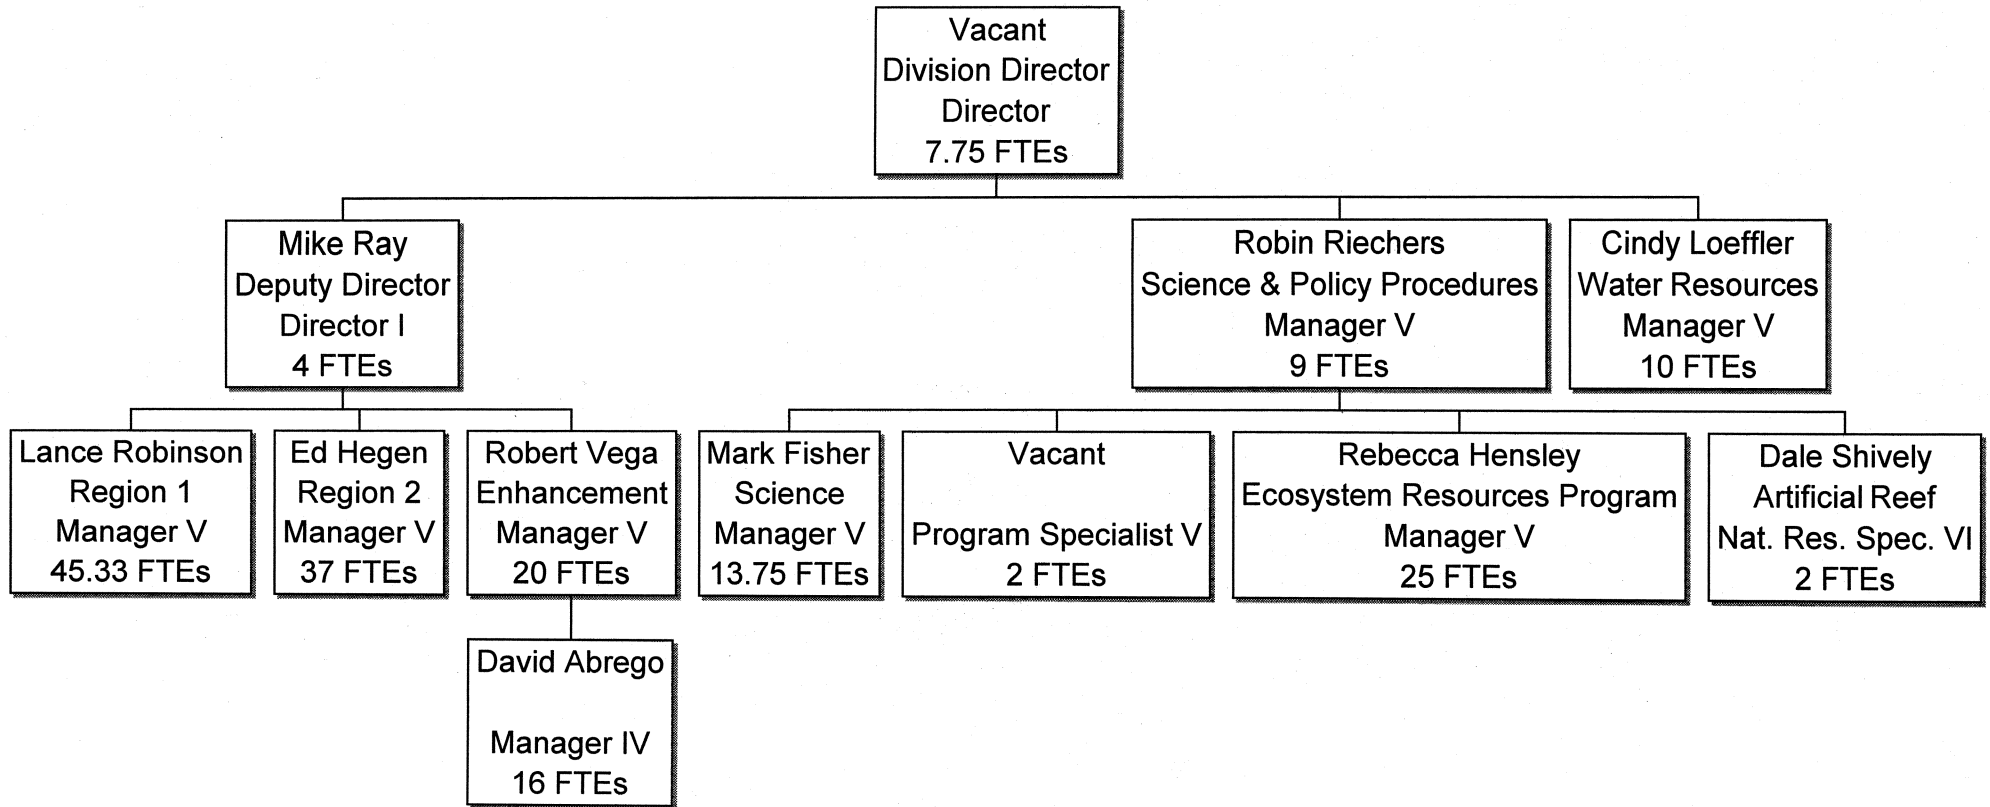 Vacant
Division Director
Director
7.75 FTEs
Mike Ray
Deputy Director
Director I
4 FTEs
Robin Riechers
Science & Policy Procedures
Manager V
9 FTEs
Cindy Loeffler
Water Resources
Manager V
10 FTEs
Lance Robinson
Region 1
Manager V
45.33 FTEs
Ed Hegen
Region 2
Manager V
37 FTEs
Robert Vega
Enhancement
Manager V
20 FTEs
Mark Fisher
Science
Manager V
13.75 FTEs
Vacant
Program Specialist V
2 FTEs
Rebecca Hensley
Ecosystem Resources Program
Manager V
25 FTEs
Dale Shively
Artificial Reef
Nat. Res. Spec. VI
2 FTEs
David Abrego
Manager IV
16 FTEs